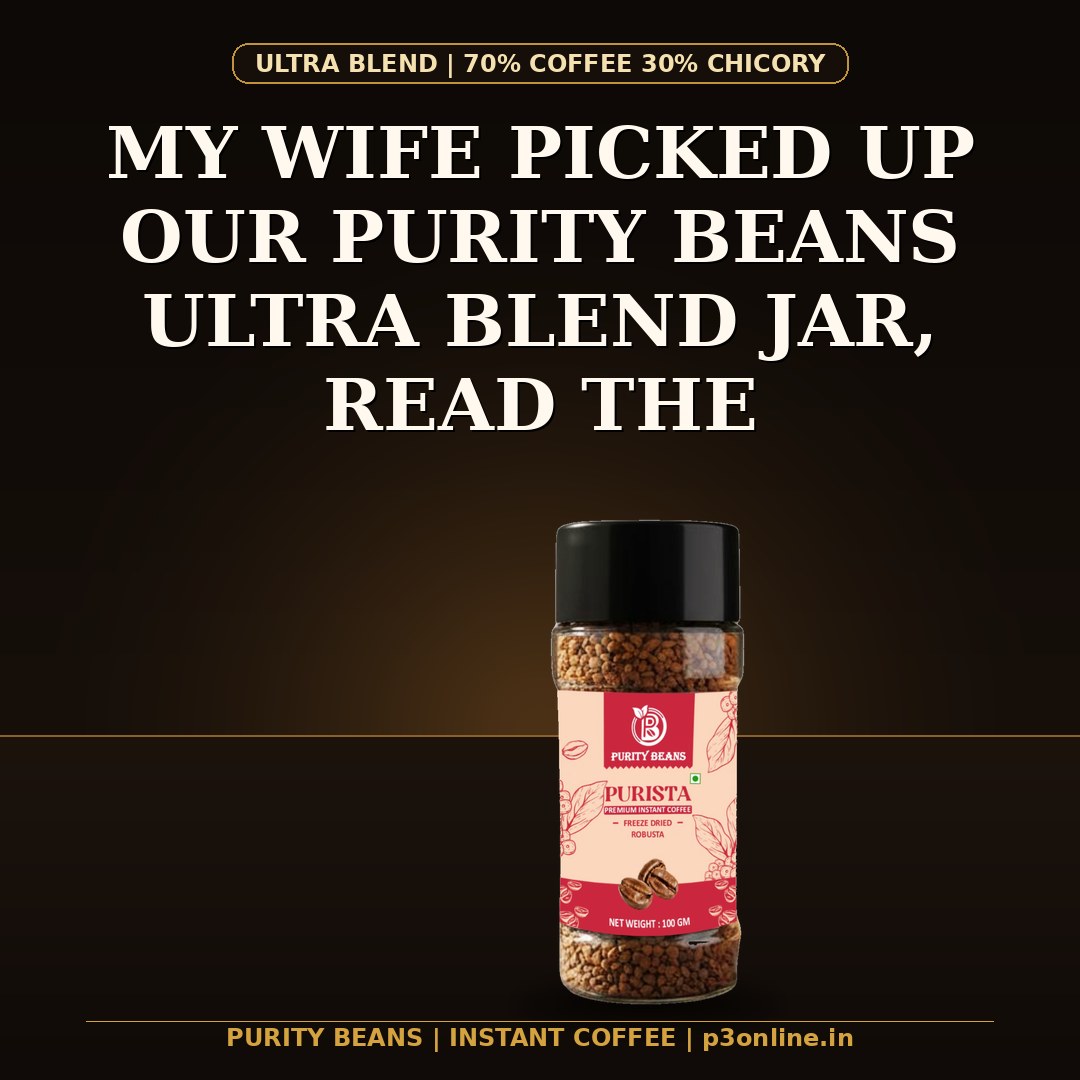 ULTRA BLEND | 70% COFFEE 30% CHICORY
MY WIFE PICKED UP
OUR PURITY BEANS
ULTRA BLEND JAR,
READ THE
PURITY BEANS
PURISTA
PREMIUM INSTANT COFFEE
– FREEZE DRIED –
ROBUSTA
NET WEIGHT : 100 GM
PURITY BEANS | INSTANT COFFEE | p3online.in